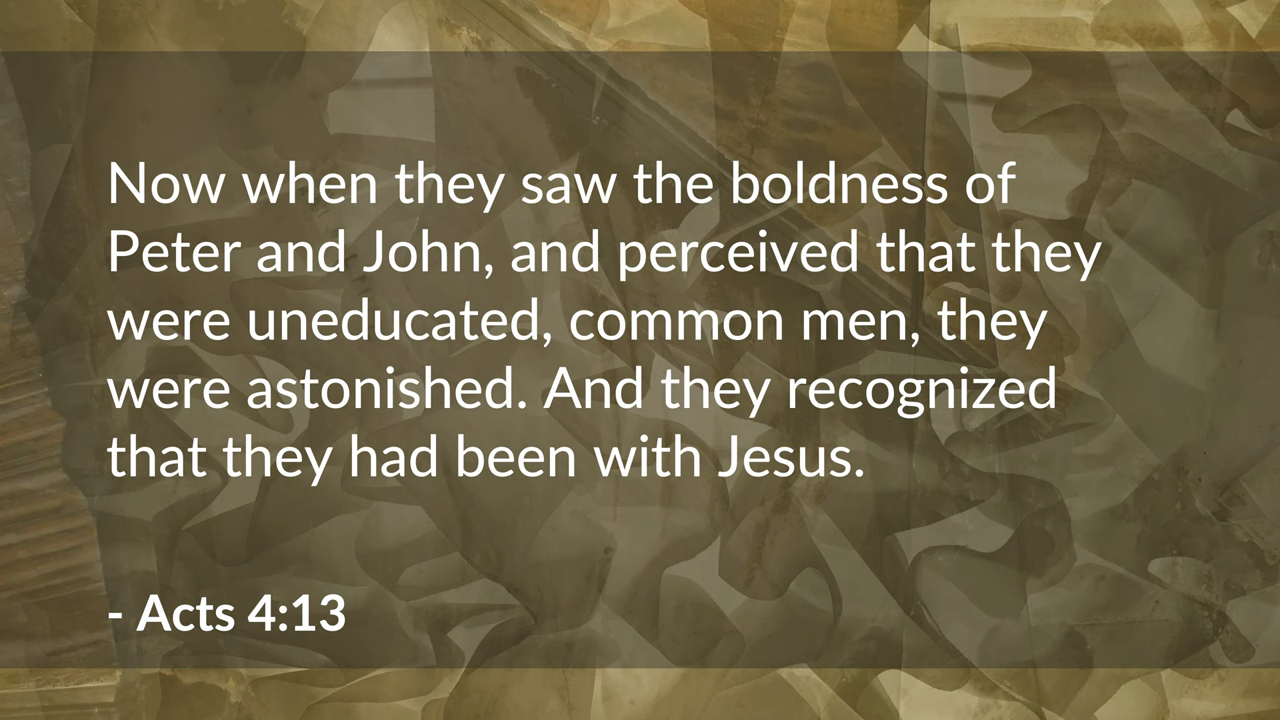 Now when they saw the boldness of
Peter and John, and perceived that they
were uneducated, common men, they
were astonished. And they recognized
that they had been with Jesus.
- Acts 4:13